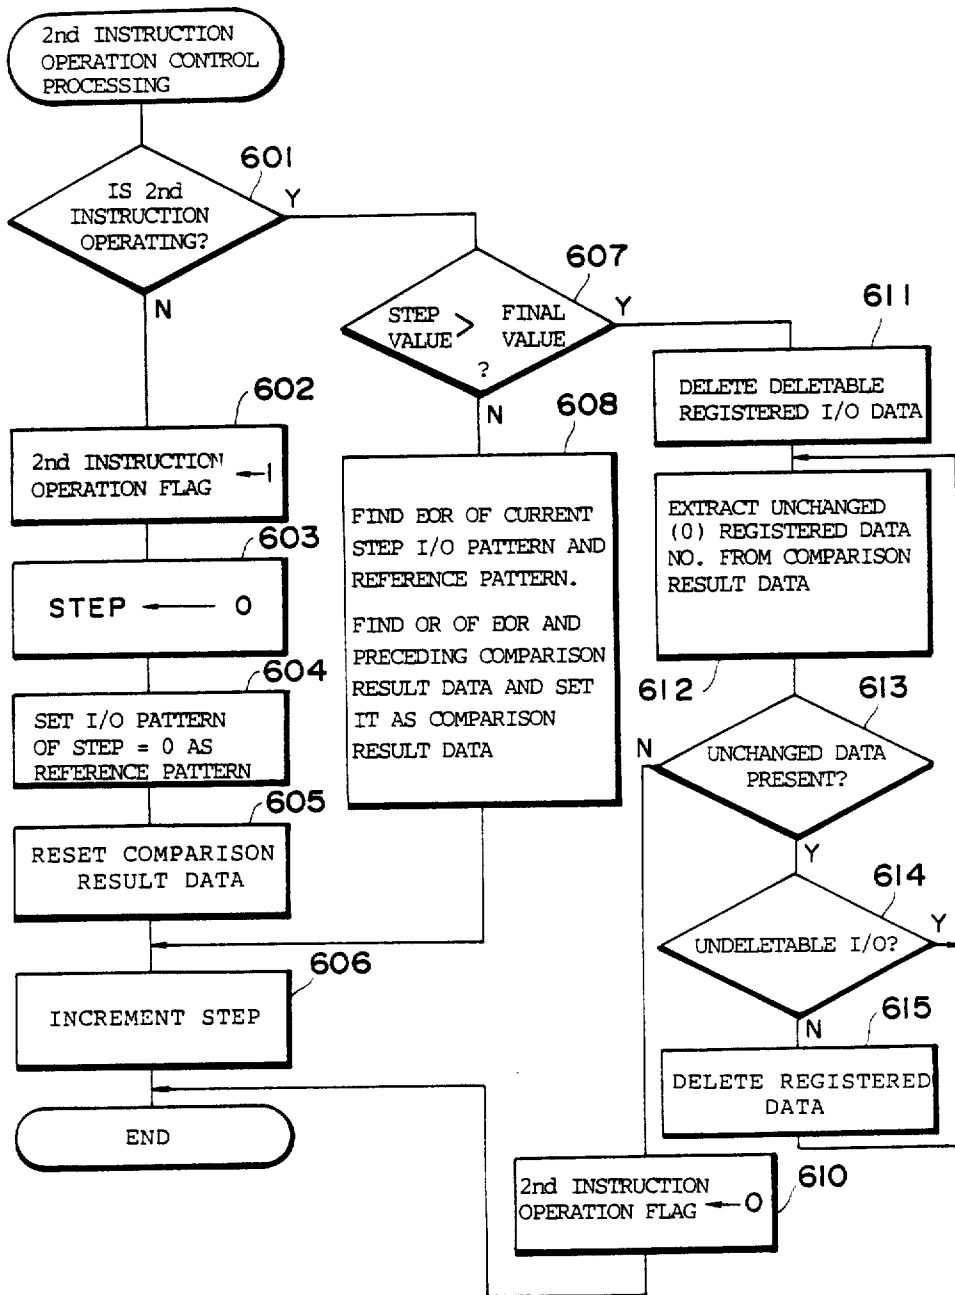 2nd INSTRUCTION
OPERATION CONTROL
PROCESSING
601
IS 2nd
INSTRUCTION
OPERATING?
Y
N
602
2nd INSTRUCTION
OPERATION FLAG ← 1
603
STEP ← 0
604
SET I/O PATTERN
OF STEP = 0 AS
REFERENCE PATTERN
605
RESET COMPARISON
RESULT DATA
606
INCREMENT STEP
END
607
STEP VALUE > FINAL VALUE
?
Y
N
608
FIND EOR OF CURRENT
STEP I/O PATTERN AND
REFERENCE PATTERN.
FIND OR OF EOR AND
PRECEDING COMPARISON
RESULT DATA AND SET
IT AS COMPARISON
RESULT DATA
611
DELETE DELETABLE
REGISTERED I/O DATA
EXTRACT UNCHANGED
(0) REGISTERED DATA
NO. FROM COMPARISON
RESULT DATA
612
613
N
UNCHANGED DATA
PRESENT?
Y
614
UNDELETABLE I/O?
Y
N
615
DELETE REGISTERED
DATA
610
2nd INSTRUCTION
OPERATION FLAG ← 0